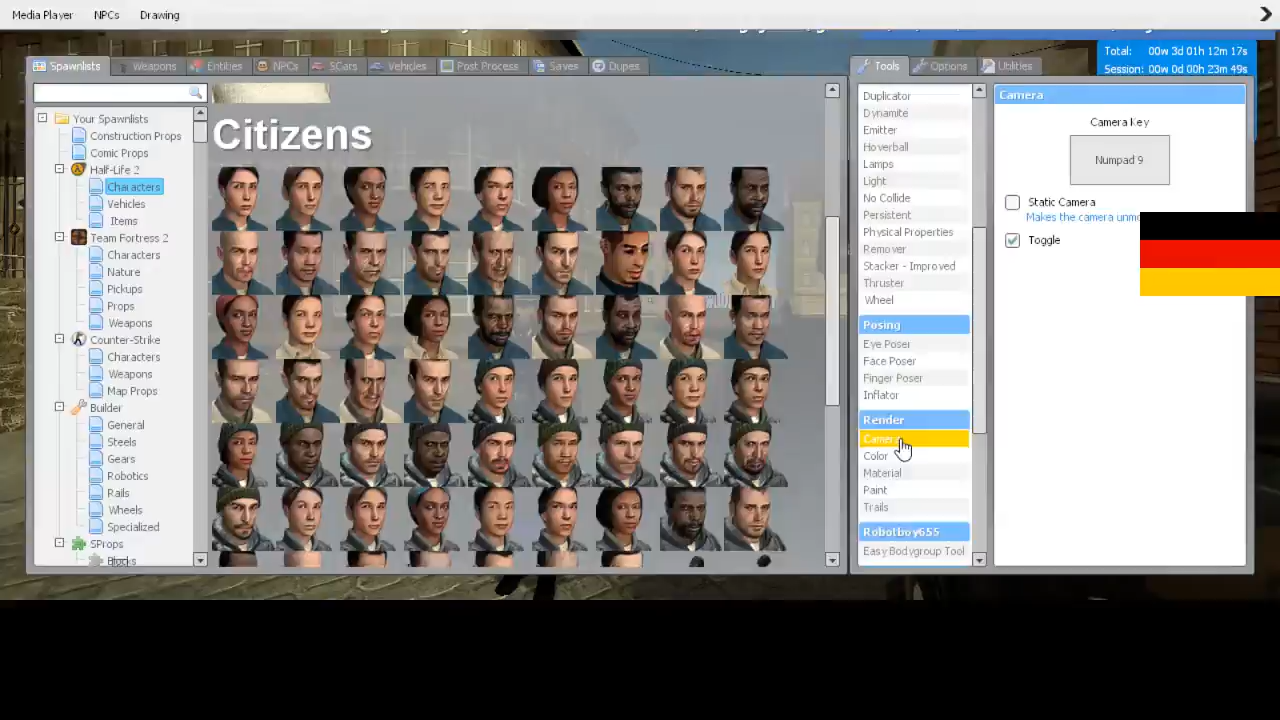 Media Player NPCs Drawing
Total: 00w 3d 01h 12m 17s
Session: 00w 0d 00h 23m 49s
Spawnlists Weapons Entities NPCs SCars Vehicles Post Process Saves Dupes
Tools Options Utilities
Your Spawnlists
Construction Props
Comic Props
Half-Life 2
Characters
Vehicles
Items
Team Fortress 2
Characters
Nature
Pickups
Props
Weapons
Counter-Strike
Characters
Weapons
Map Props
Builder
General
Steels
Gears
Robotics
Rails
Wheels
Specialized
SProps
Blocks
Citizens
Duplicator
Dynamite
Emitter
Hoverball
Lamps
Light
No Collide
Persistent
Physical Properties
Remover
Stacker - Improved
Thruster
Wheel
Posing
Eye Poser
Face Poser
Finger Poser
Inflator
Render
Camera
Color
Material
Paint
Trails
Robotboy655
Easy Bodygroup Tool
Camera
Camera Key
Numpad 9
Static Camera
Makes the camera
Toggle